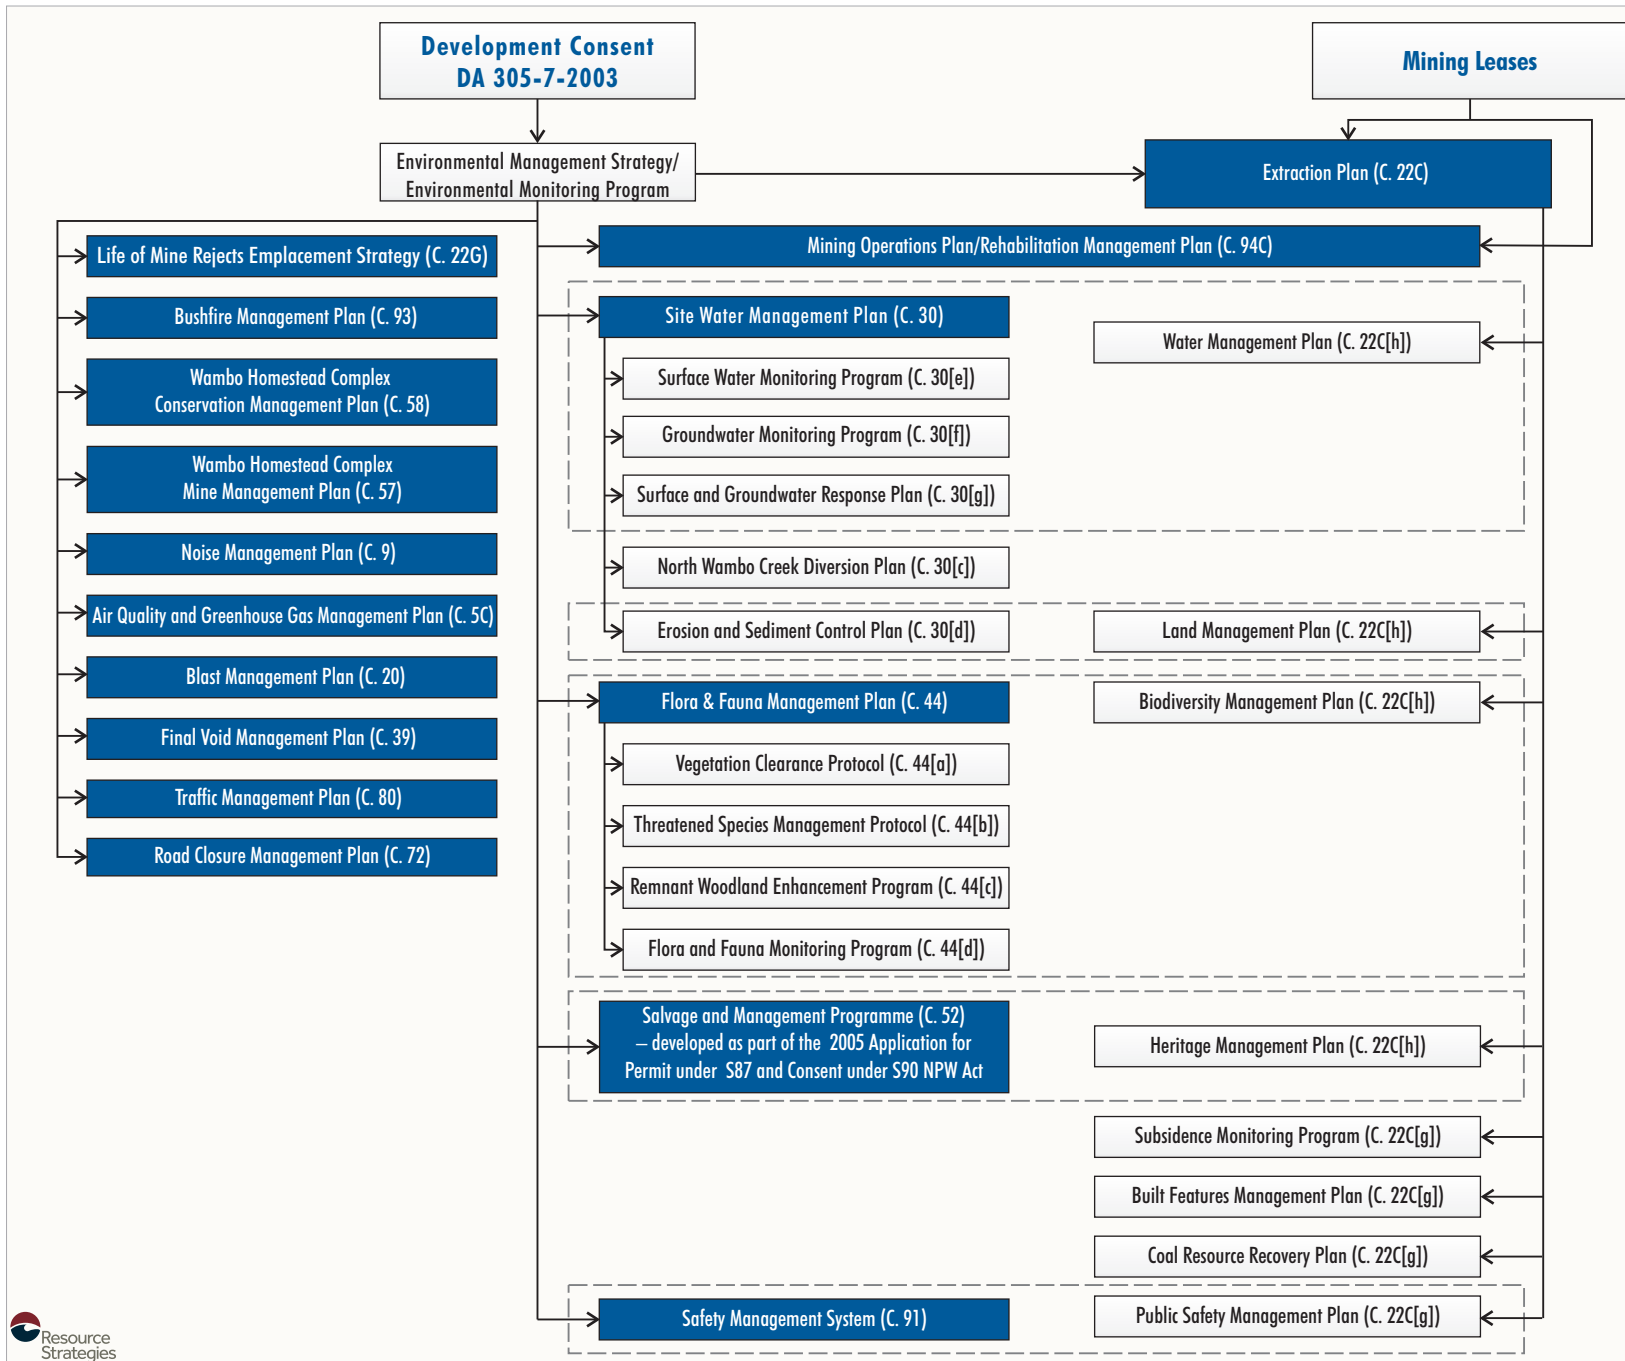 Development Consent
DA 305-7-2003
Mining Leases
Environmental Management Strategy/
Environmental Monitoring Program
Extraction Plan (C. 22C)
Life of Mine Rejects Emplacement Strategy (C. 22G)
Bushfire Management Plan (C. 93)
Wambo Homestead Complex
Conservation Management Plan (C. 58)
Wambo Homestead Complex
Mine Management Plan (C. 57)
Noise Management Plan (C. 9)
Air Quality and Greenhouse Gas Management Plan (C. 5C)
Blast Management Plan (C. 20)
Final Void Management Plan (C. 39)
Traffic Management Plan (C. 80)
Road Closure Management Plan (C. 72)
Mining Operations Plan/Rehabilitation Management Plan (C. 94C)
Site Water Management Plan (C. 30)
Surface Water Monitoring Program (C. 30[e])
Groundwater Monitoring Program (C. 30[f])
Surface and Groundwater Response Plan (C. 30[g])
North Wambo Creek Diversion Plan (C. 30[c])
Erosion and Sediment Control Plan (C. 30[d])
Flora & Fauna Management Plan (C. 44)
Vegetation Clearance Protocol (C. 44[a])
Threatened Species Management Protocol (C. 44[b])
Remnant Woodland Enhancement Program (C. 44[c])
Flora and Fauna Monitoring Program (C. 44[d])
Salvage and Management Programme (C. 52)
– developed as part of the 2005 Application for
Permit under S87 and Consent under S90 NPW Act
Safety Management System (C. 91)
Water Management Plan (C. 22C[h])
Land Management Plan (C. 22C[h])
Biodiversity Management Plan (C. 22C[h])
Heritage Management Plan (C. 22C[h])
Subsidence Monitoring Program (C. 22C[g])
Built Features Management Plan (C. 22C[g])
Coal Resource Recovery Plan (C. 22C[g])
Public Safety Management Plan (C. 22C[g])
Resource
Strategies